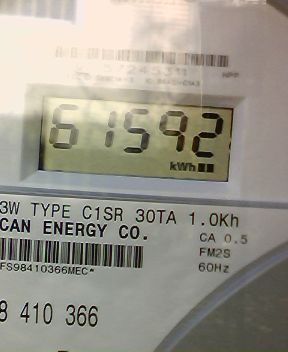 61592
kWh
3W TYPE C1SR 30TA 1.0Kh
CAN ENERGY CO.
CA 0.5
FM2S
60Hz
FS98410366MEC*
8 410 366